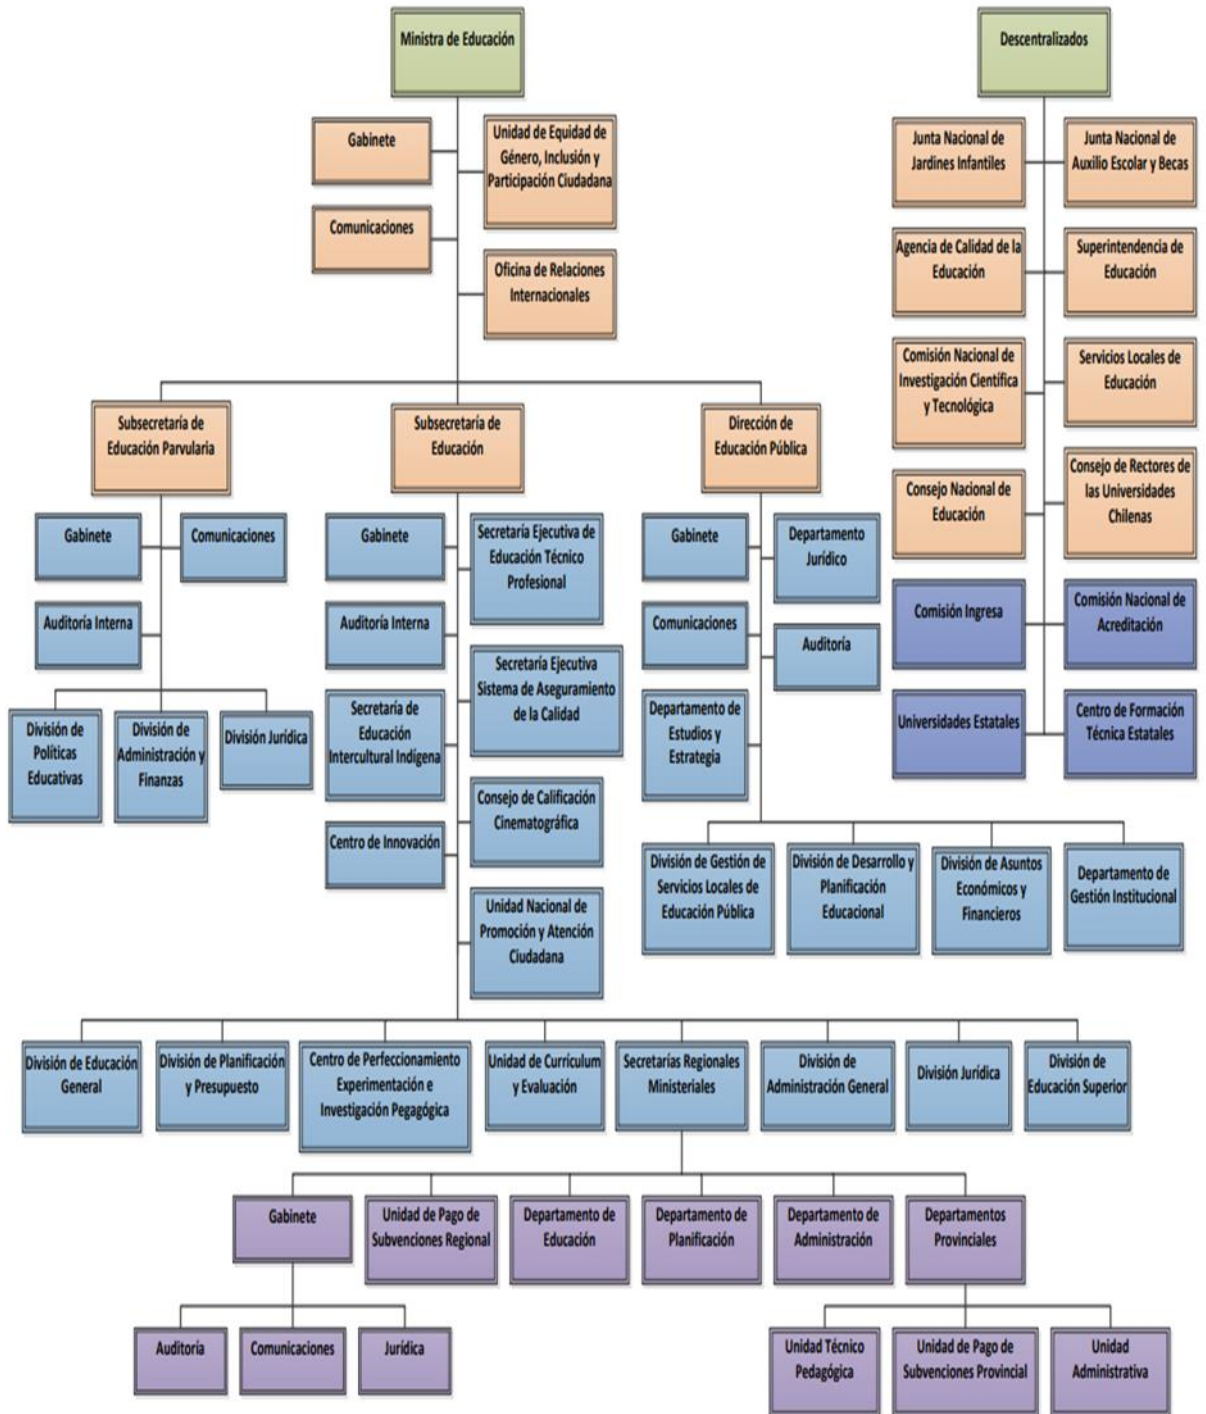 Ministra de Educación
Descentralizados
Gabinete
Unidad de Equidad de
Género, Inclusión y
Participación Ciudadana
Comunicaciones
Oficina de Relaciones
Internacionales
Junta Nacional de
Jardines Infantiles
Junta Nacional de
Auxilio Escolar y Becas
Agencia de Calidad de la
Educación
Superintendencia de
Educación
Comisión Nacional de
Investigación Científica
y Tecnológica
Servicios Locales de
Educación
Consejo Nacional de
Educación
Consejo de Rectores de
las Universidades
Chilenas
Comisión Ingresa
Comisión Nacional de
Acreditación
Universidades Estatales
Centro de Formación
Técnica Estatales
Subsecretaría de
Educación Parvularia
Gabinete
Comunicaciones
Auditoría Interna
División de
Políticas
Educativas
División de
Administración y
Finanzas
División Jurídica
Subsecretaría de
Educación
Gabinete
Secretaría Ejecutiva de
Educación Técnico
Profesional
Auditoría Interna
Secretaría Ejecutiva
Sistema de Aseguramiento
de la Calidad
Secretaría de
Educación
Intercultural Indígena
Consejo de Calificación
Cinematográfica
Centro de Innovación
Unidad Nacional de
Promoción y Atención
Ciudadana
Dirección de
Educación Pública
Gabinete
Departamento
Jurídico
Comunicaciones
Auditoría
Departamento de
Estudios y
Estrategia
División de Gestión de
Servicios Locales de
Educación Pública
División de Desarrollo y
Planificación
Educacional
División de Asuntos
Económicos y
Financieros
Departamento de
Gestión Institucional
División de Educación
General
División de Planificación
y Presupuesto
Centro de Perfeccionamiento
Experimentación e
Investigación Pegagógica
Unidad de Currículum
y Evaluación
Secretarías Regionales
Ministeriales
División de
Administración General
División Jurídica
División de
Educación Superior
Gabinete
Unidad de Pago de
Subvenciones Regional
Departamento de
Educación
Departamento de
Planificación
Departamento de
Administración
Departamentos
Provinciales
Auditoría
Comunicaciones
Jurídica
Unidad Técnico
Pedagógica
Unidad de Pago de
Subvenciones Provincial
Unidad
Administrativa